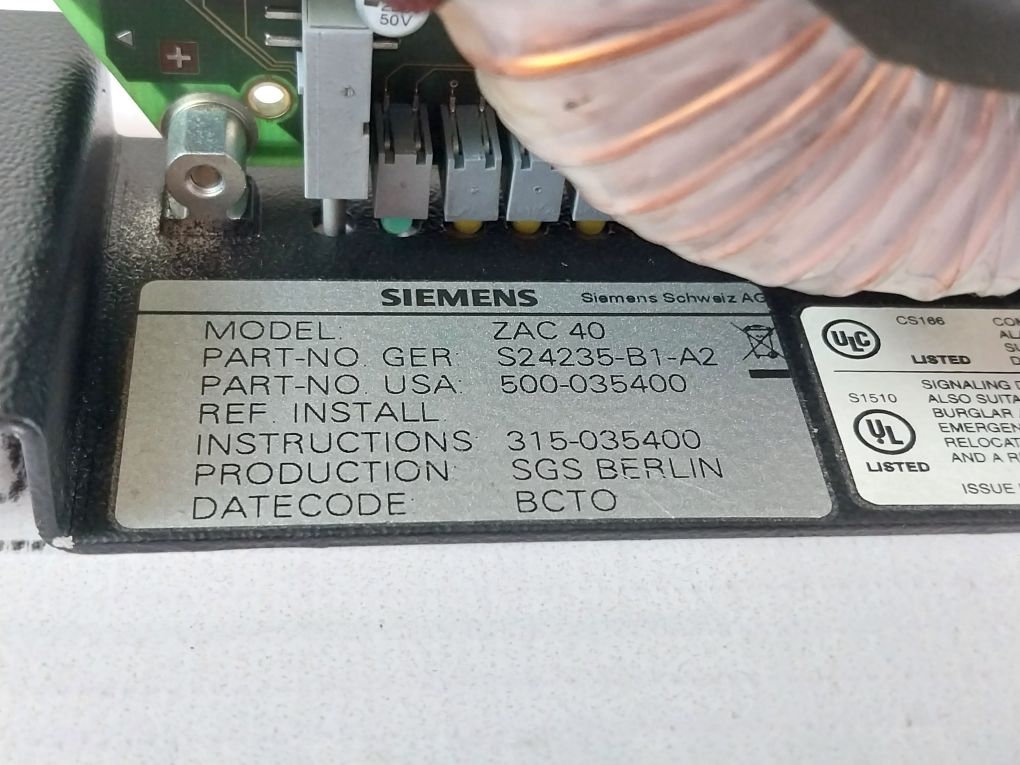 50V
SIEMENS Siemens Schweiz AG
MODEL: ZAC 40
PART-NO. GER: S24235-B1-A2
PART-NO. USA: 500-035400
REF. INSTALL.
INSTRUCTIONS: 315-035400
PRODUCTION: SGS BERLIN
DATECODE: BCTO
ULC CS166
LISTED
S1510 SIGNALING
ALSO SUITA
UL BURGLAR
EMERGEN
RELOCAT
LISTED AND A
ISSUE